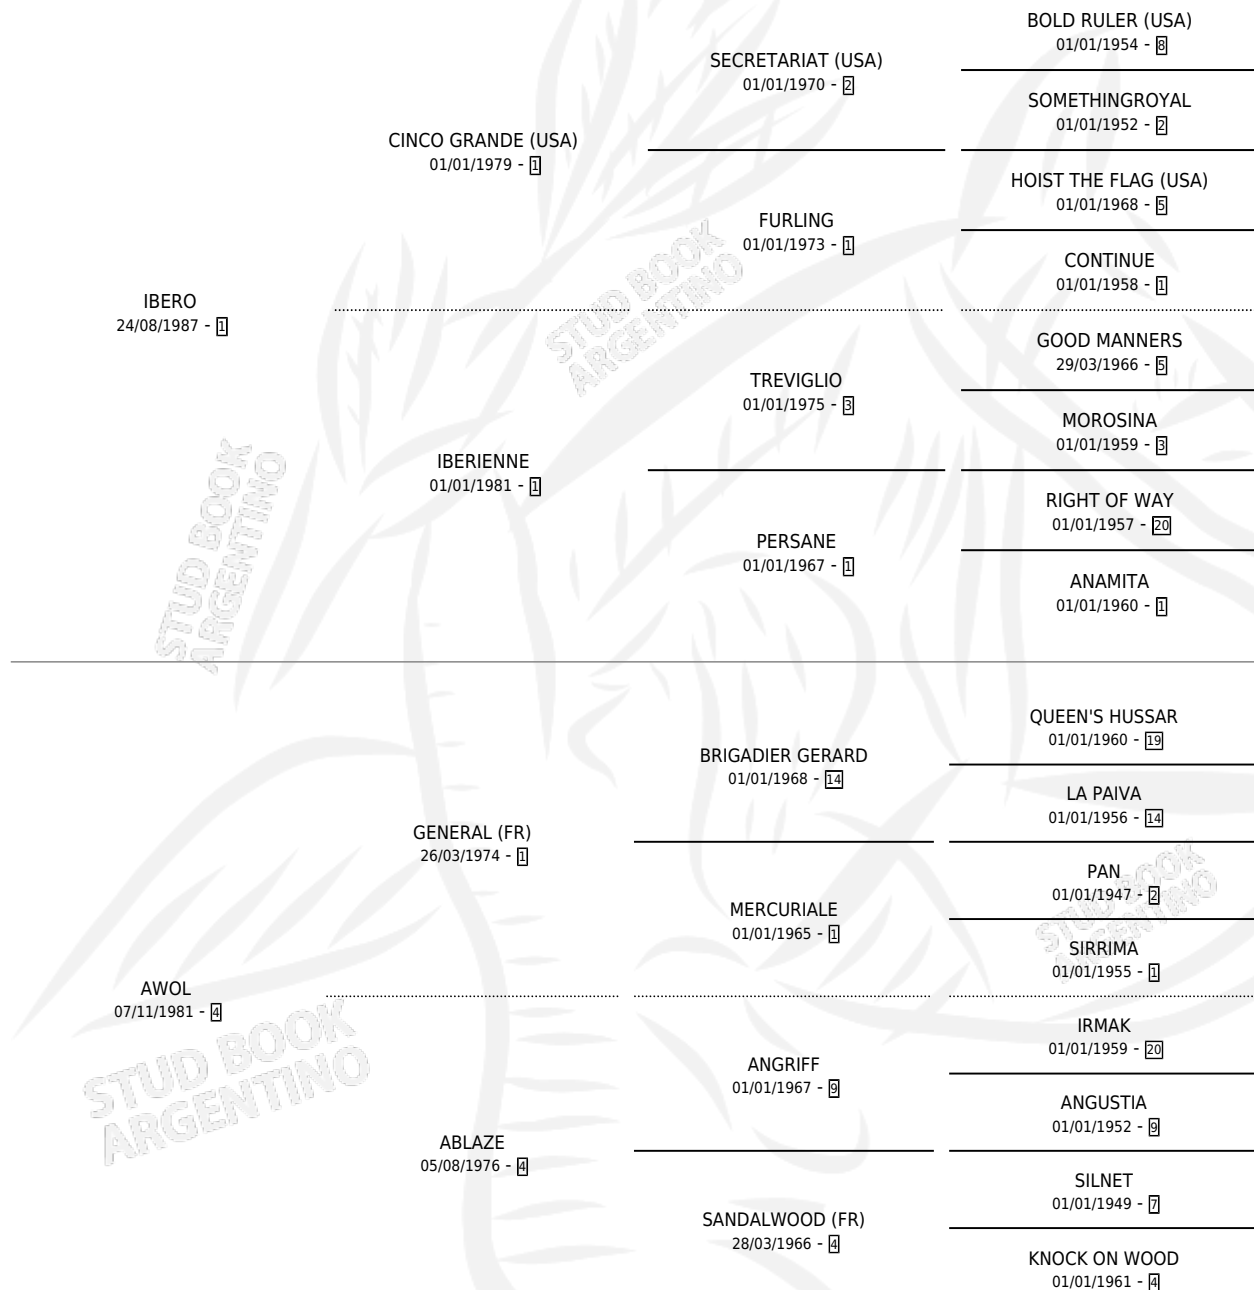 BOLD RULER (USA)
01/01/1954 - 8
SECRETARIAT (USA)
01/01/1970 - 2
SOMETHINGROYAL
01/01/1952 - 2
CINCO GRANDE (USA)
01/01/1979 - 1
HOIST THE FLAG (USA)
01/01/1968 - 5
FURLING
01/01/1973 - 1
CONTINUE
01/01/1958 - 1
IBERO
24/08/1987 - 1
GOOD MANNERS
29/03/1966 - 5
TREVIGLIO
01/01/1975 - 3
MOROSINA
01/01/1959 - 3
IBERIENNE
01/01/1981 - 1
RIGHT OF WAY
01/01/1957 - 20
PERSANE
01/01/1967 - 1
ANAMITA
01/01/1960 - 1
QUEEN'S HUSSAR
01/01/1960 - 19
BRIGADIER GERARD
01/01/1968 - 14
LA PAIVA
01/01/1956 - 14
GENERAL (FR)
26/03/1974 - 1
PAN
01/01/1947 - 2
MERCURIALE
01/01/1965 - 1
SIRRIMA
01/01/1955 - 1
AWOL
07/11/1981 - 4
IRMAK
01/01/1959 - 20
ANGRIFF
01/01/1967 - 9
ANGUSTIA
01/01/1952 - 9
ABLAZE
05/08/1976 - 4
SILNET
01/01/1949 - 7
SANDALWOOD (FR)
28/03/1966 - 4
KNOCK ON WOOD
01/01/1961 - 4
STUD BOOK
ARGENTINO
STUD BOOK
ARGENTINO
STUD BOOK
ARGENTINO
STUD BOOK
ARGENTINO